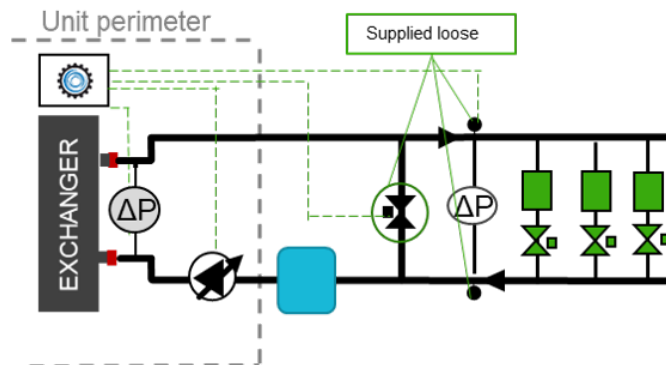 Unit perimeter
Supplied loose
EXCHANGER
ΔP
ΔP